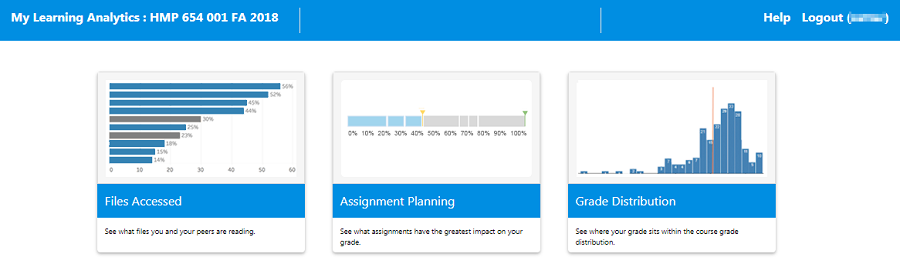 My Learning Analytics : HMP 654 001 FA 2018
Help
Logout (
)
56%
52%
45%
44%
30%
25%
23%
18%
15%
14%
0 10 20 30 40 50 60
0% 10% 20% 30% 40% 50% 60% 70% 80% 90% 100%
Files Accessed
Assignment Planning
Grade Distribution
See what files you and your peers are reading.
See what assignments have the greatest impact on your
grade.
See where your grade sits within the course grade
distribution.